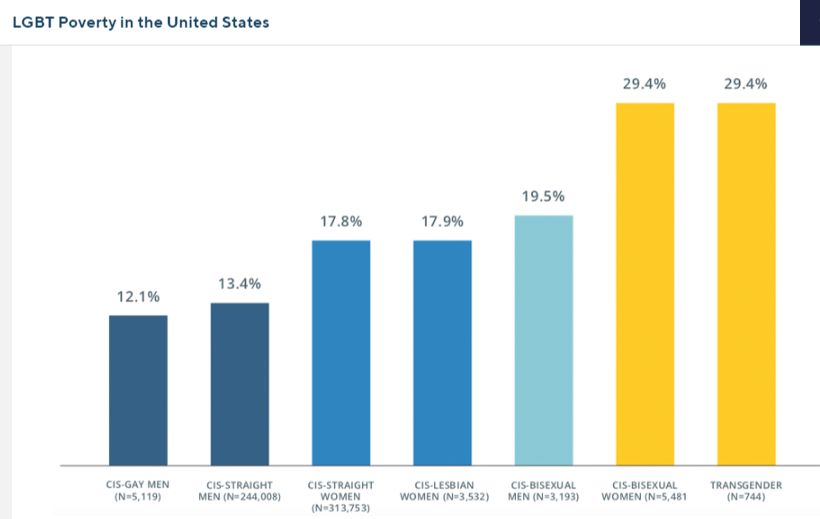 LGBT Poverty in the United States
29.4%
29.4%
19.5%
17.8%
17.9%
13.4%
12.1%
CIS-GAY MEN
(N=5,119)
CIS-STRAIGHT
MEN (N=244,008)
CIS-STRAIGHT
WOMEN
(N=313,753)
CIS-LESBIAN
WOMEN (N=3,532)
CIS-BISEXUAL
MEN (N=3,193)
CIS-BISEXUAL
WOMEN (N=5,481
TRANSGENDER
(N=744)